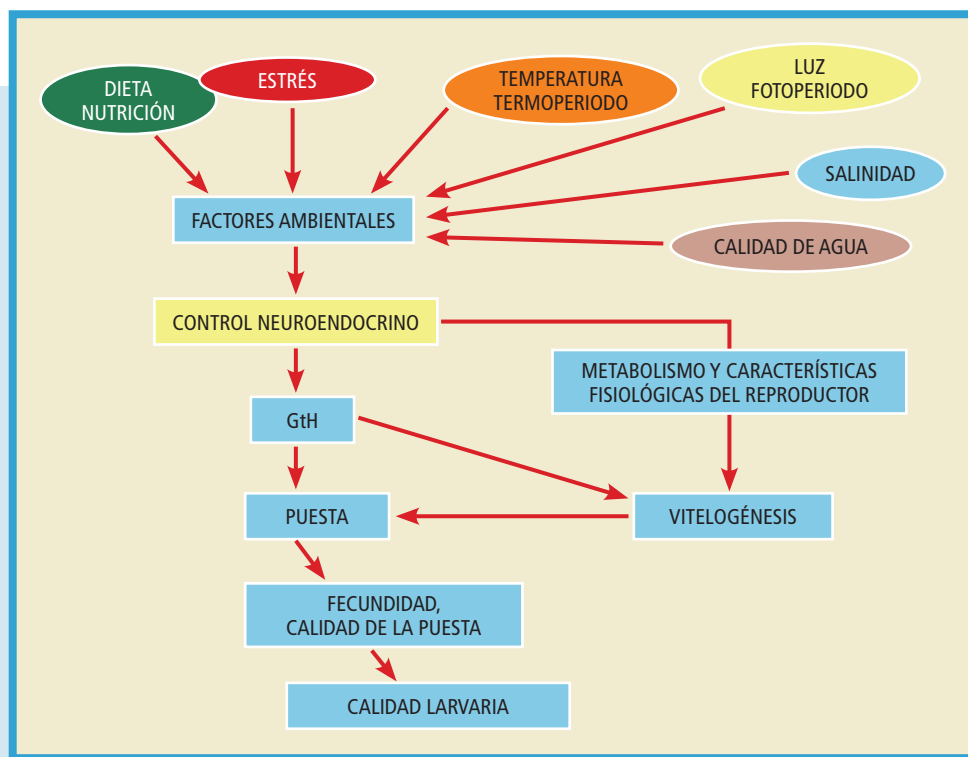 DIETA
NUTRICIÓN
ESTRÉS
TEMPERATURA
TERMOPERIODO
LUZ
FOTOPERIODO
SALINIDAD
FACTORES AMBIENTALES
CALIDAD DE AGUA
CONTROL NEUROENDOCRINO
METABOLISMO Y CARACTERÍSTICAS
FISIOLÓGICAS DEL REPRODUCTOR
GtH
PUESTA
VITELOGÉNESIS
FECUNDIDAD,
CALIDAD DE LA PUESTA
CALIDAD LARVARIA